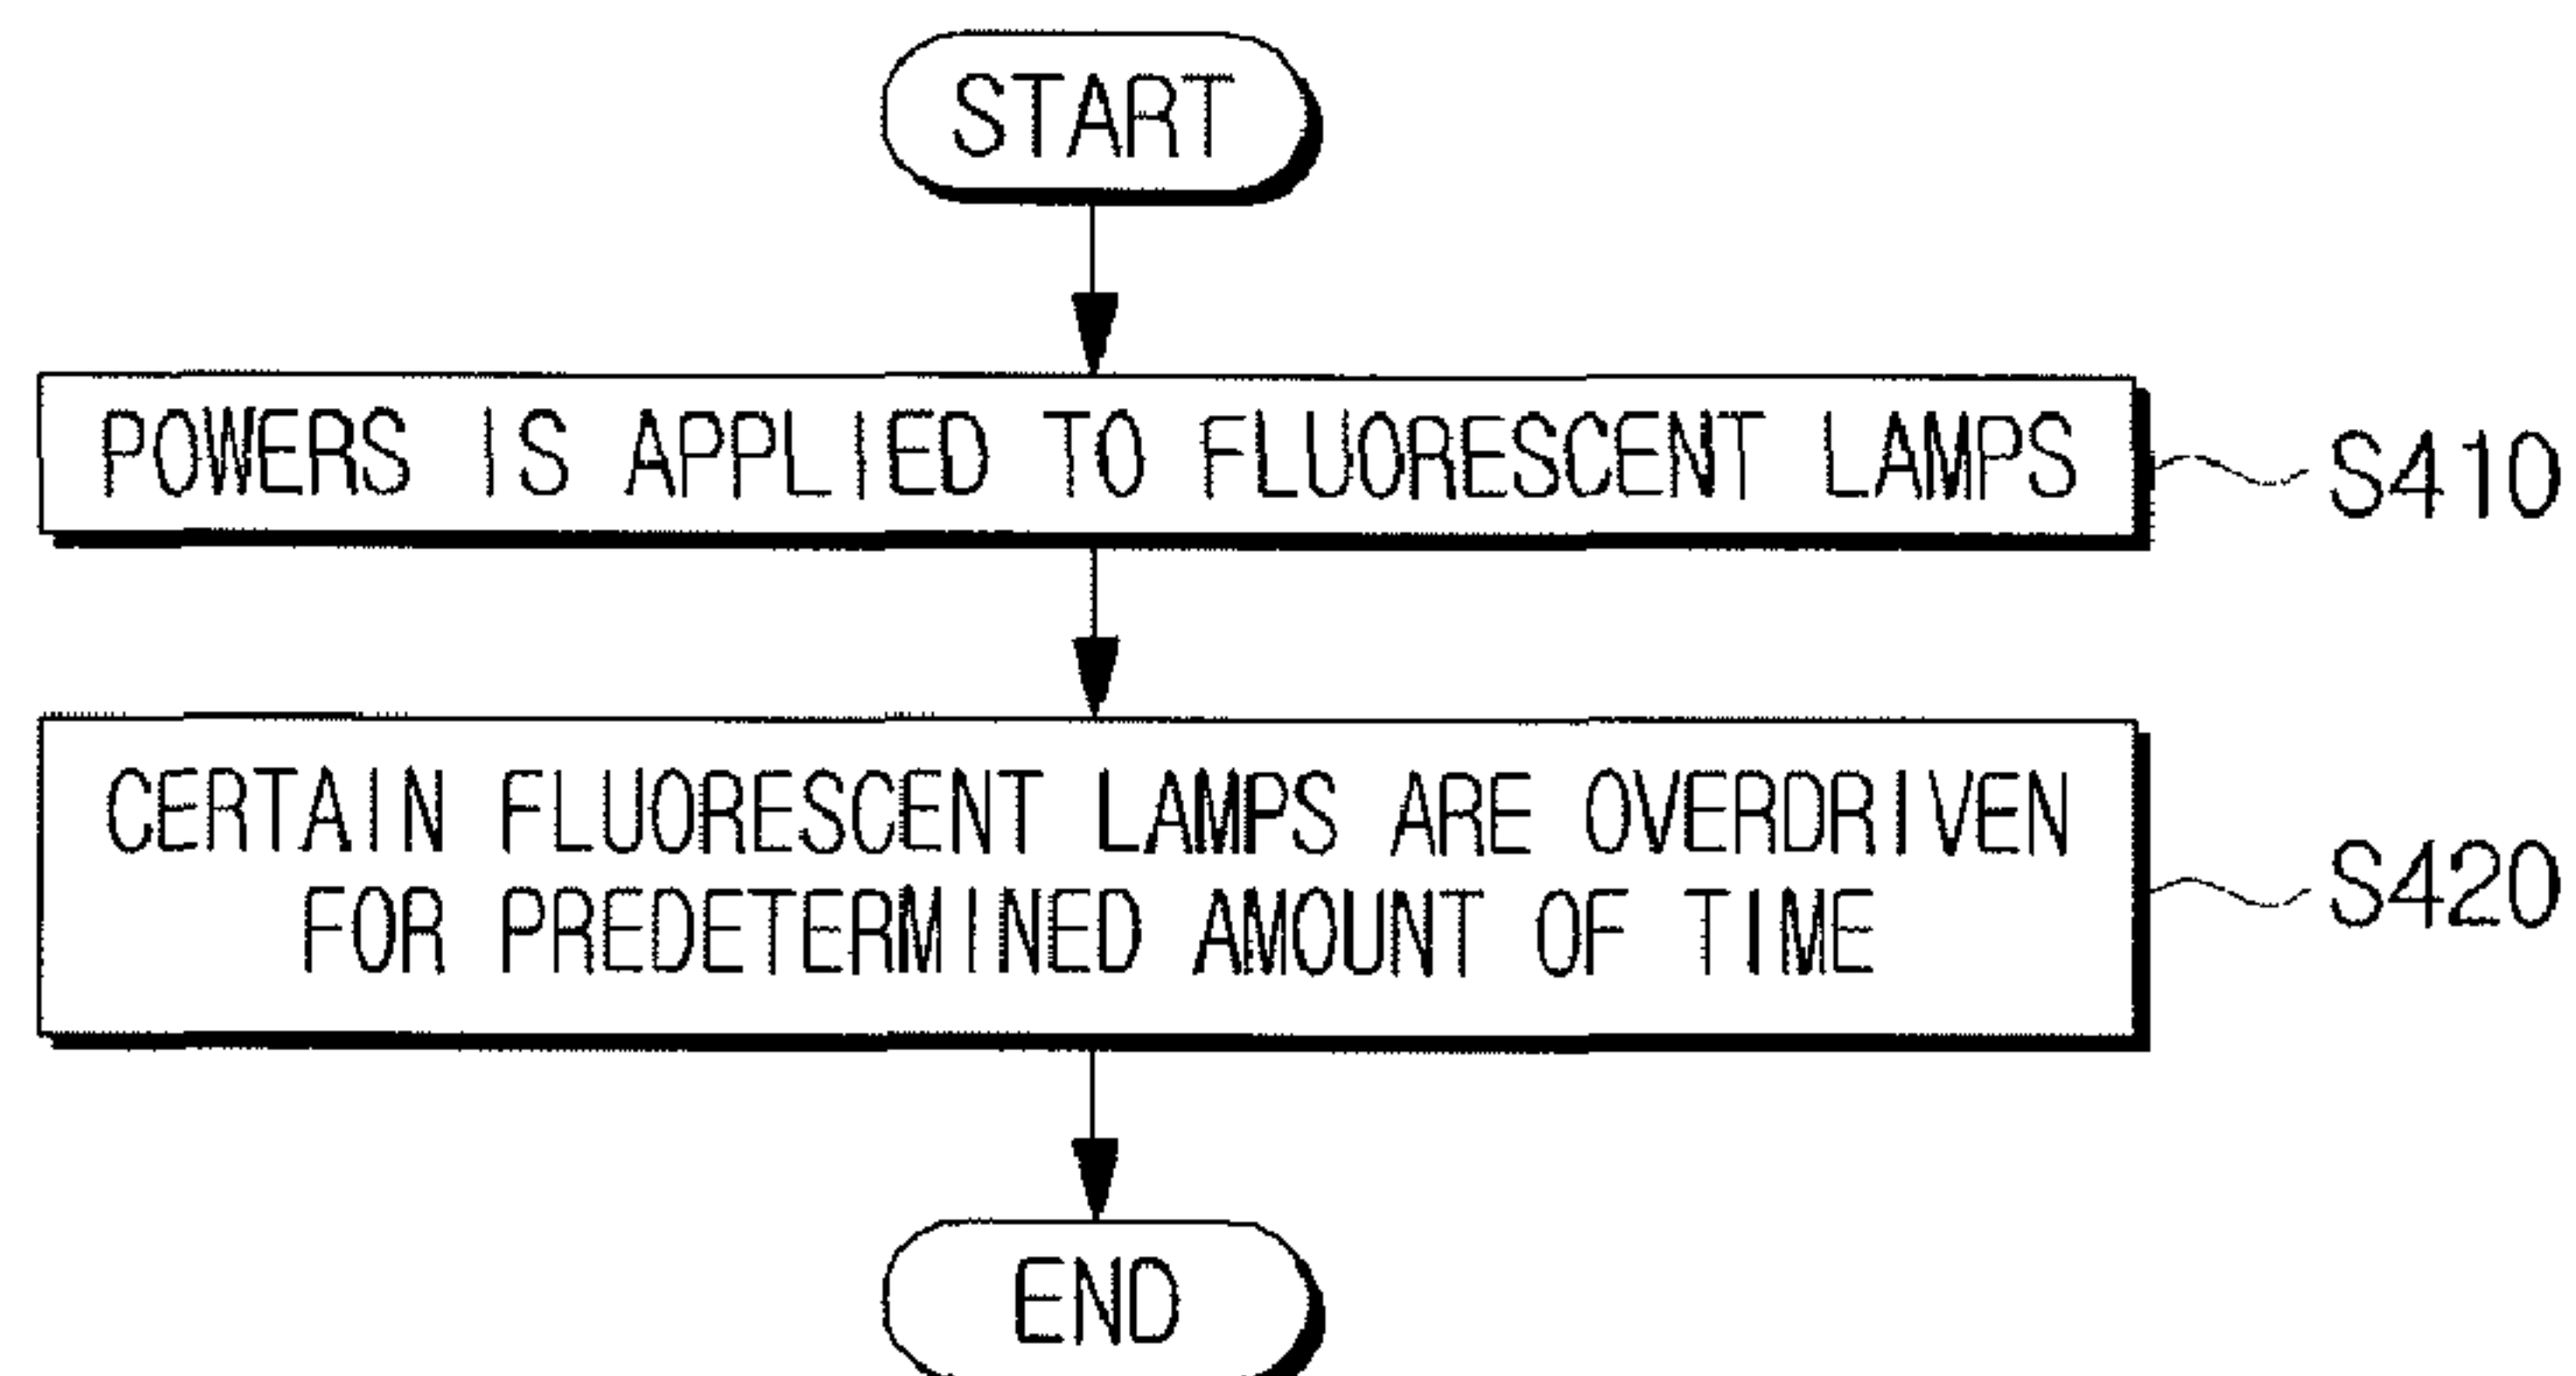 START
POWERS IS APPLIED TO FLUORESCENT LAMPS
S410
CERTAIN FLUORESCENT LAMPS ARE OVERDRIVEN
FOR PREDETERMINED AMOUNT OF TIME
S420
END